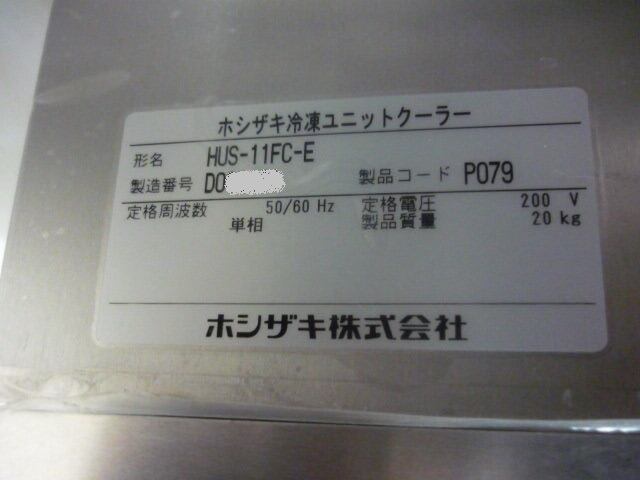 ホシザキ冷凍ユニットクーラー
形名 HUS-11FC-E
製造番号 D0 製品コード P079
定格周波数 50/60 Hz 定格電圧 200 V
単相 製品質量 20 kg
ホシザキ株式会社